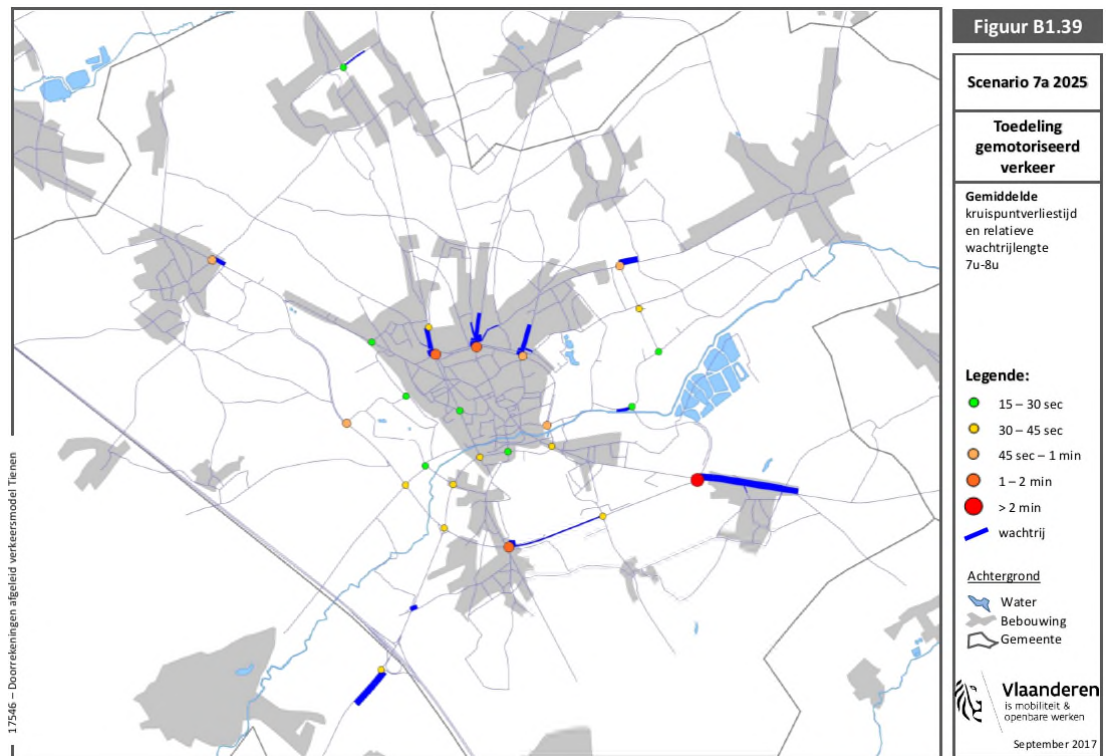 Figuur B1.39
Scenario 7a 2025
Toedeling
gemotoriseerd
verkeer
Gemiddelde
kruispuntverliestijd
en relatieve
wachtrijlengte
7u-8u
Legende:
15 – 30 sec
30 – 45 sec
45 sec – 1 min
1 – 2 min
> 2 min
wachtrij
Achtergrond
Water
Bebouwing
Gemeente
Vlaanderen
is mobiliteit &
openbare werken
September 2017
17546 – Doorrekeningen afgeleid verkeersmodel Tienen